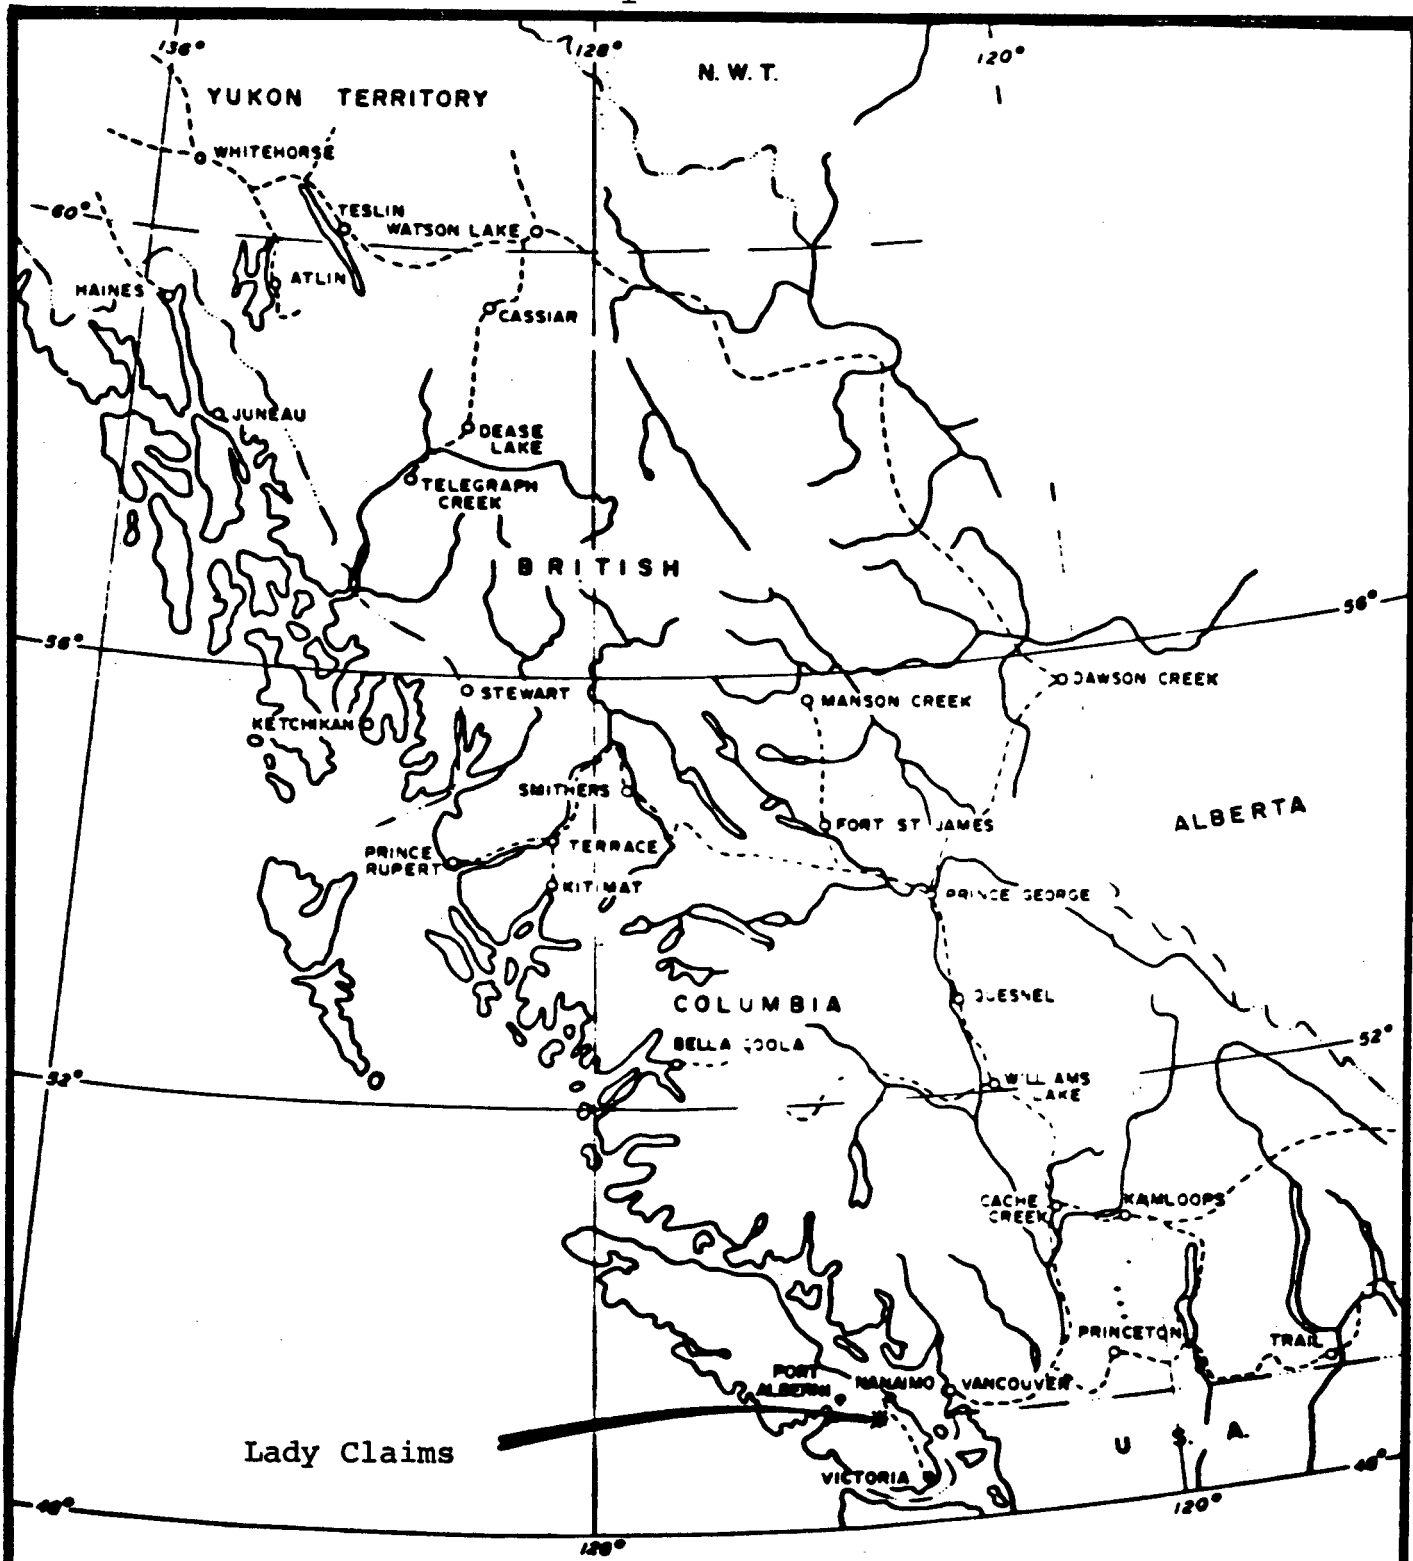 136°
128°
120°
N. W. T.
YUKON TERRITORY
WHITEHORSE
60°
TESLIN
WATSON LAKE
ATLIN
HAINES
CASSIAR
JUNEAU
DEASE
LAKE
TELEGRAPH
CREEK
BRITISH
56°
56°
STEWART
MANSON CREEK
DAWSON CREEK
KETCHIKAN
SMITHERS
ALBERTA
FORT ST JAMES
TERRACE
PRINCE
RUPERT
KITIMAT
PRINCE GEORGE
COLUMBIA
QUESNEL
BELLA COOLA
52°
52°
WILLIAMS
LAKE
CACHE
CREEK
KAMLOOPS
PRINCETON
TRAIL
PORT
ALBERNI
NANAIMO
VANCOUVER
Lady Claims
U. S. A.
VICTORIA
48°
48°
120°
128°